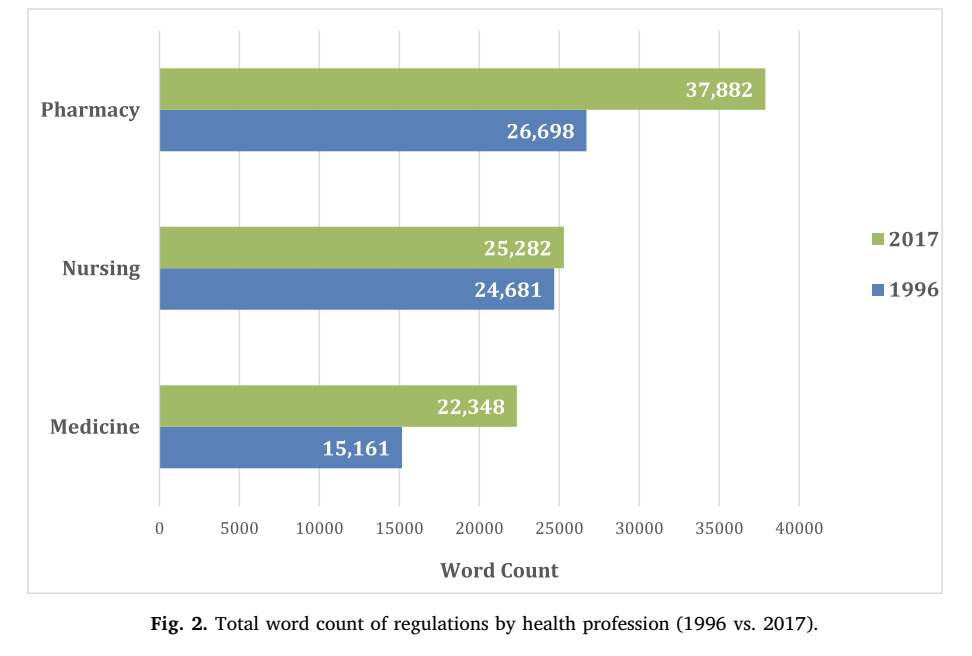 Pharmacy
37,882
26,698
Nursing
25,282
24,681
Medicine
22,348
15,161
2017
1996
0 5000 10000 15000 20000 25000 30000 35000 40000
Word Count
Fig. 2. Total word count of regulations by health profession (1996 vs. 2017).